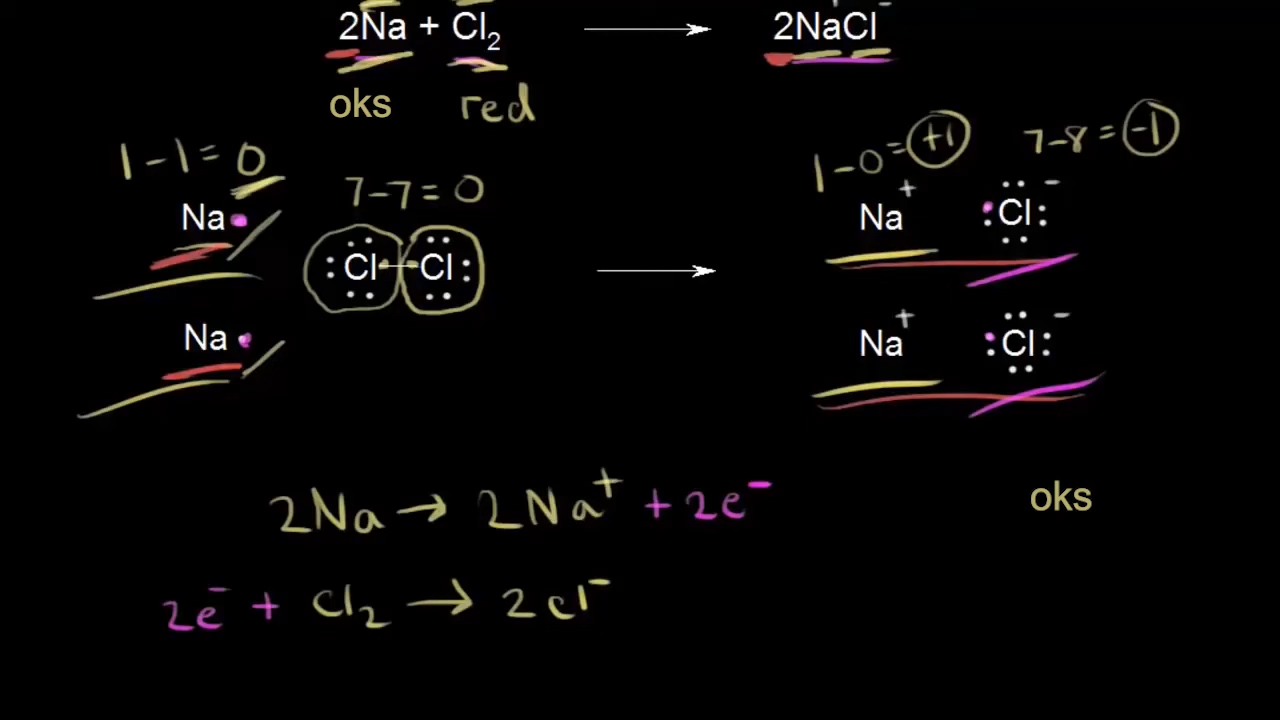 2Na + Cl₂ → 2NaCl
oks red
1 - 1 = 0
7 - 7 = 0
1 - 0 = +1
7 - 8 = -1
Na Cl Cl → Na⁺ Cl⁻
Na Na⁺ Cl⁻
2Na → 2Na⁺ + 2e⁻
oks
2e⁻ + Cl₂ → 2Cl⁻